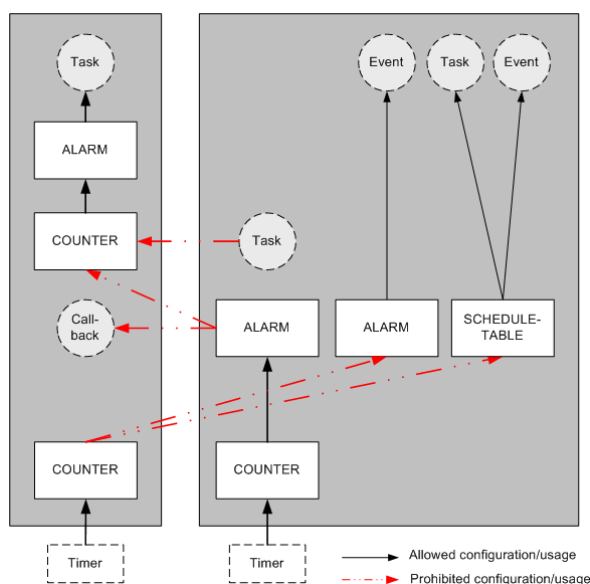 Task
Event
Task
Event
ALARM
COUNTER
Task
Call-
back
ALARM
ALARM
SCHEDULE-
TABLE
COUNTER
COUNTER
Timer
Timer
Allowed configuration/usage
Prohibited configuration/usage